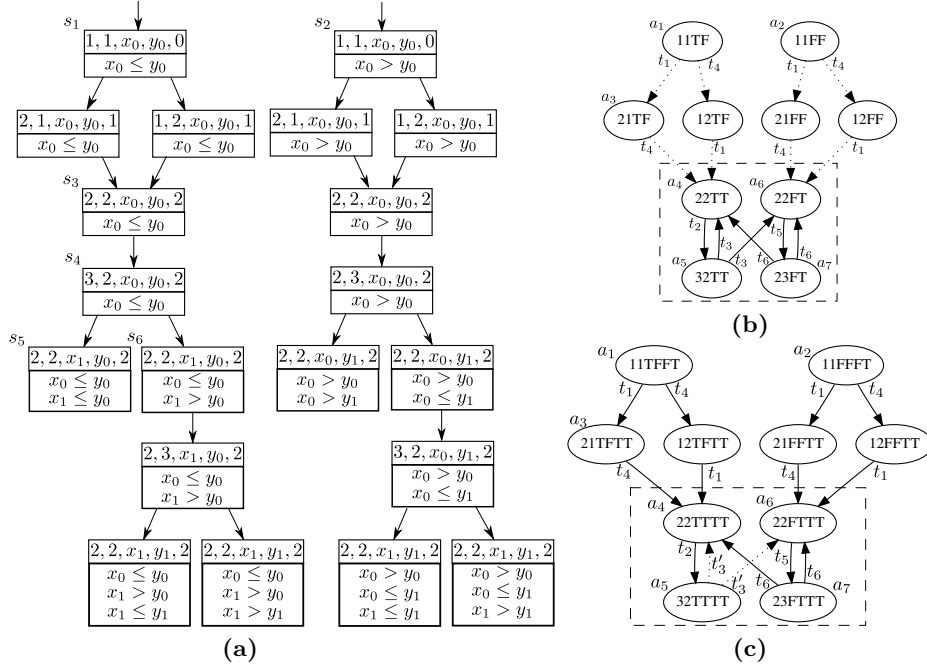 s1
1, 1, x0, y0, 0
x0 ≤ y0
2, 1, x0, y0, 1
x0 ≤ y0
1, 2, x0, y0, 1
x0 ≤ y0
s3
2, 2, x0, y0, 2
x0 ≤ y0
s4
3, 2, x0, y0, 2
x0 ≤ y0
s5
2, 2, x1, y0, 2
x0 ≤ y0
x1 ≤ y0
s6
2, 2, x1, y0, 2
x0 ≤ y0
x1 > y0
2, 3, x1, y0, 2
x0 ≤ y0
x1 > y0
2, 2, x1, y1, 2
x0 ≤ y0
x1 > y0
x1 ≤ y1
2, 2, x1, y1, 2
x0 ≤ y0
x1 > y0
x1 > y1
s2
1, 1, x0, y0, 0
x0 > y0
2, 1, x0, y0, 1
x0 > y0
1, 2, x0, y0, 1
x0 > y0
2, 2, x0, y0, 2
x0 > y0
2, 3, x0, y0, 2
x0 > y0
2, 2, x0, y1, 2
x0 > y0
x0 > y1
2, 2, x0, y1, 2
x0 > y0
x0 ≤ y1
3, 2, x0, y1, 2
x0 > y0
x0 ≤ y1
2, 2, x1, y1, 2
x0 > y0
x0 ≤ y1
x1 ≤ y1
2, 2, x1, y1, 2
x0 > y0
x0 ≤ y1
x1 > y1
(a)
a1
11TF
a2
11FF
t1
t4
t1
t4
a3
21TF
12TF
21FF
12FF
t4
t1
t4
t1
a4
22TT
a6
22FT
t2
t3
t3
t5
t6
t6
a5
32TT
23FT
a7
(b)
a1
11TFFT
a2
11FFFT
t1
t4
t1
t4
a3
21TFTT
12TFTT
21FFTT
12FFTT
t4
t1
t4
t1
a4
22TTTT
a6
22FTTT
t2
t3′
t3′
t5
t6
t6
a5
32TTTT
23FTTT
a7
(c)